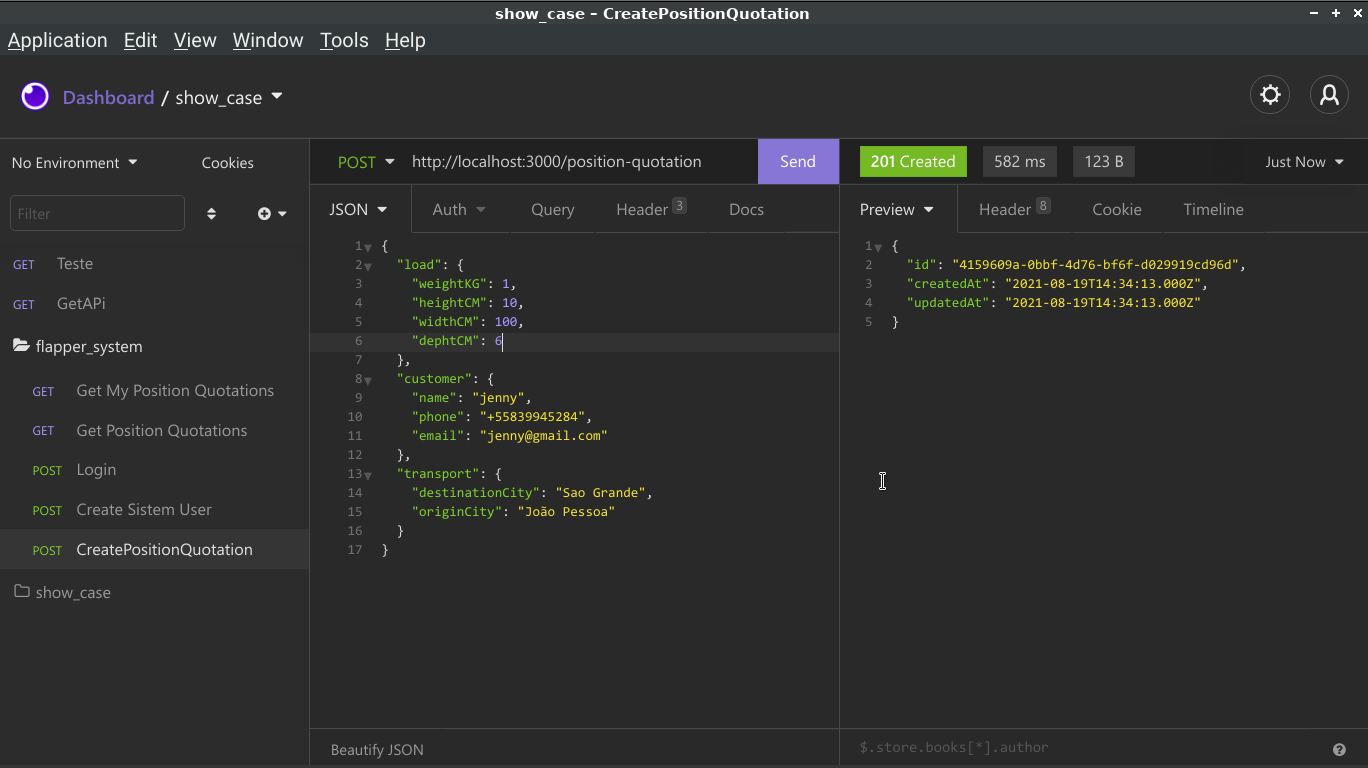 show_case – CreatePositionQuotation
Application Edit View Window Tools Help
Dashboard / show_case
No Environment Cookies
Filter
GET Teste
GET GetAPi
flapper_system
GET Get My Position Quotations
GET Get Position Quotations
POST Login
POST Create Sistem User
POST CreatePositionQuotation
show_case
POST http://localhost:3000/position-quotation Send
JSON Auth Query Header 3 Docs
1 {
2 "load": {
3 "weightKG": 1,
4 "heightCM": 10,
5 "widthCM": 100,
6 "dephtCM": 6
7 },
8 "customer": {
9 "name": "jenny",
10 "phone": "+55839945284",
11 "email": "jenny@gmail.com"
12 },
13 "transport": {
14 "destinationCity": "Sao Grande",
15 "originCity": "João Pessoa"
16 }
17 }
Beautify JSON
201 Created 582 ms 123 B Just Now
Preview Header 8 Cookie Timeline
1 {
2 "id": "4159609a-0bbf-4d76-bf6f-d029919cd96d",
3 "createdAt": "2021-08-19T14:34:13.000Z",
4 "updatedAt": "2021-08-19T14:34:13.000Z"
5 }
$.store.books[*].author